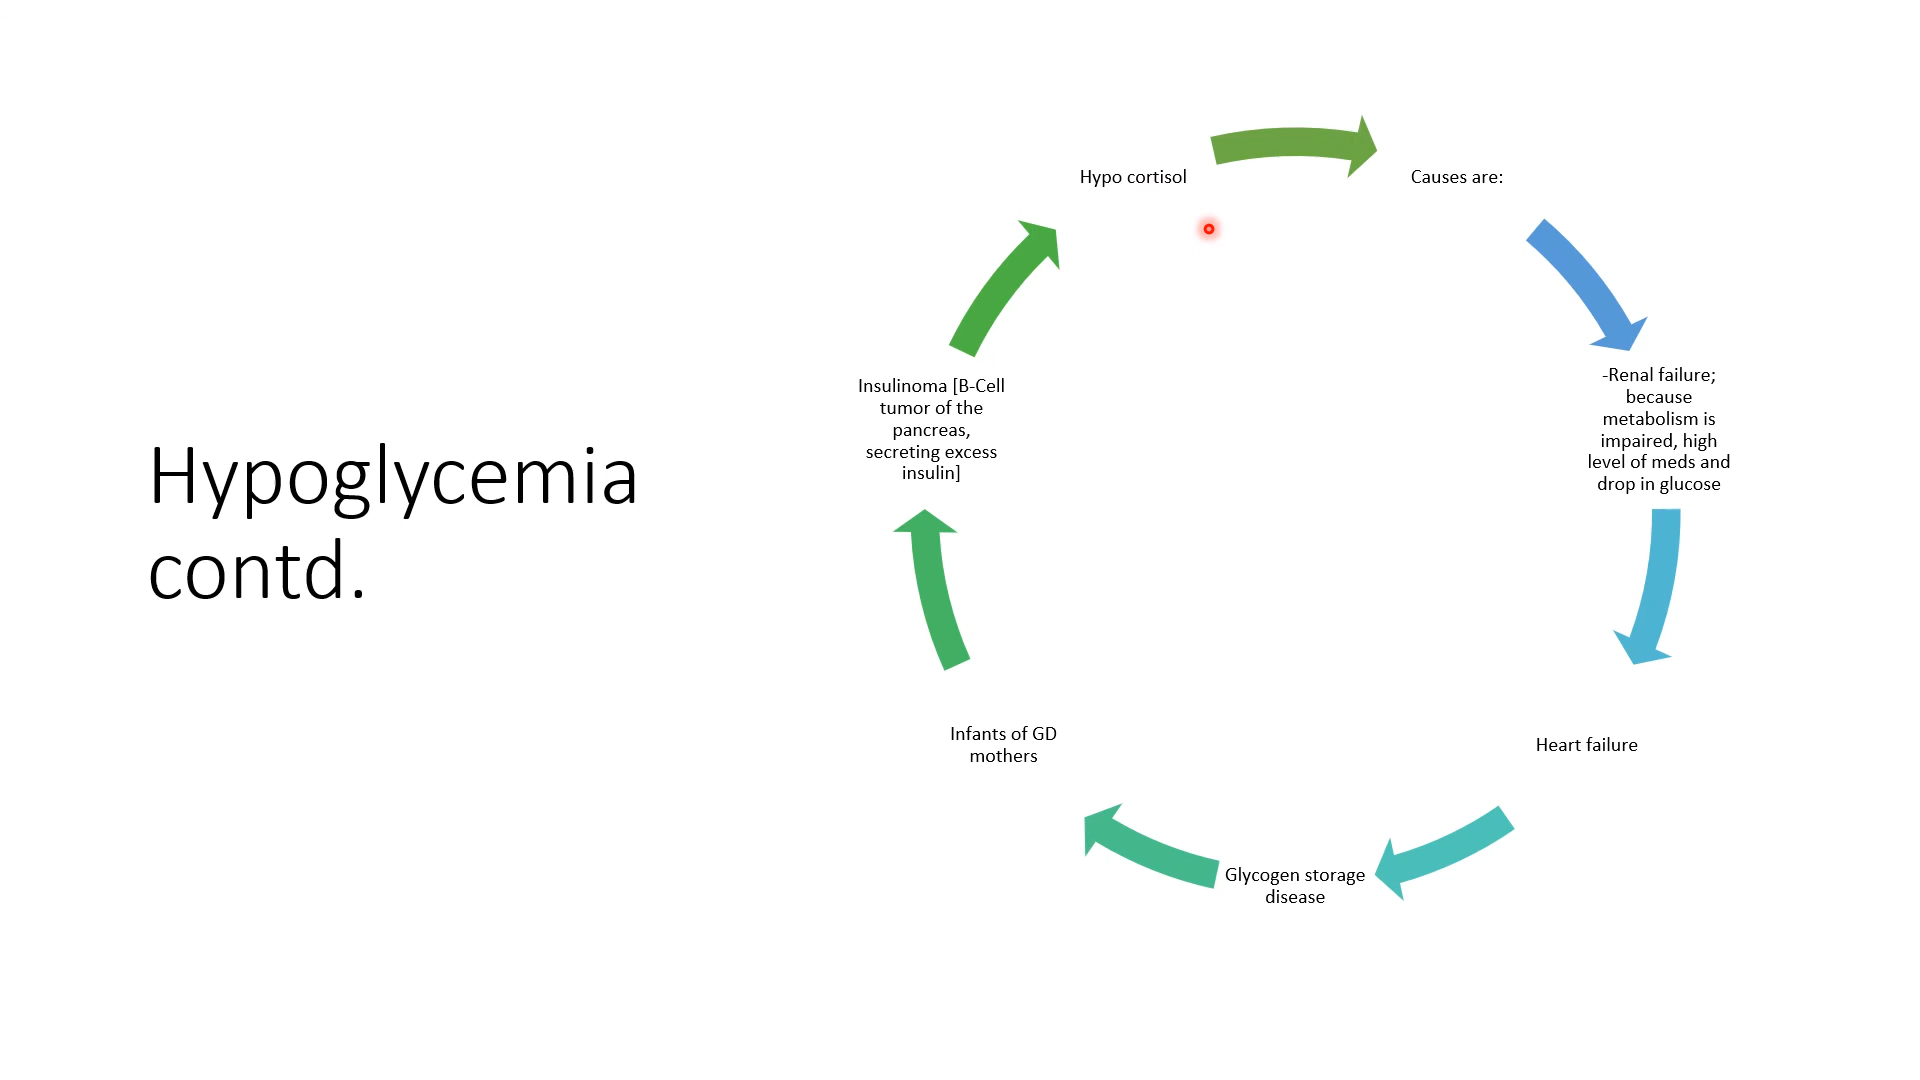 Hypoglycemia
contd.
Causes are:
-Renal failure;
because
metabolism is
impaired, high
level of meds and
drop in glucose
Heart failure
Glycogen storage
disease
Infants of GD
mothers
Insulinoma [B-Cell
tumor of the
pancreas,
secreting excess
insulin]
Hypo cortisol